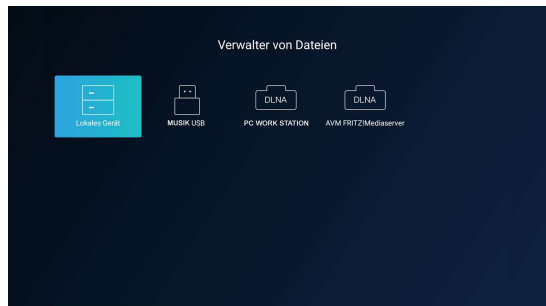 Verwalter von Dateien
DLNA
DLNA
Lokales Gerät
MUSIK USB
PC WORK STATION
AVM FRITZ!Mediaserver